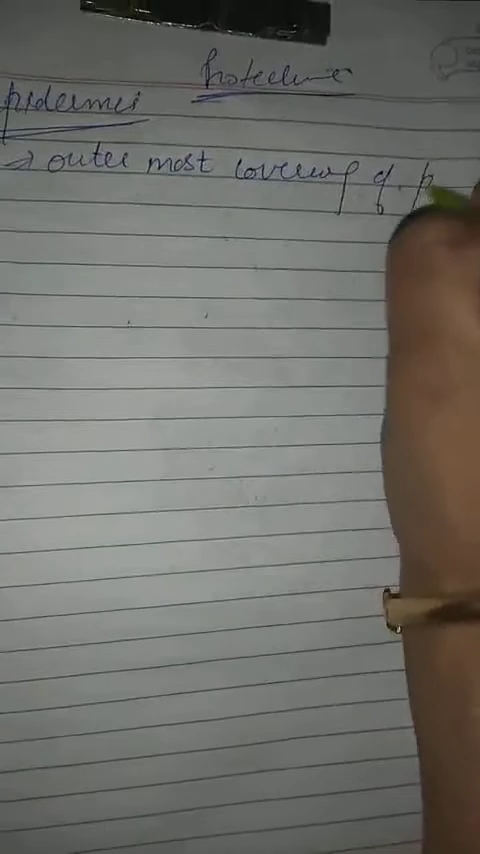 Protective
pidermis
→ outer most covering of p